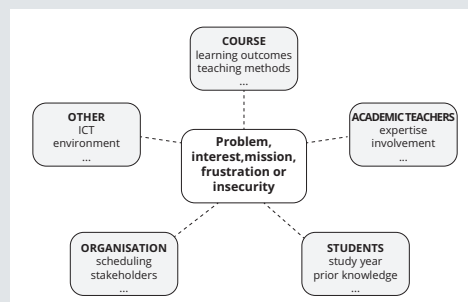 COURSE
learning outcomes
teaching methods
...
OTHER
ICT
environment
...
ACADEMIC TEACHERS
expertise
involvement
...
Problem,
interest,mission,
frustration or
insecurity
ORGANISATION
scheduling
stakeholders
...
STUDENTS
study year
prior knowledge
...